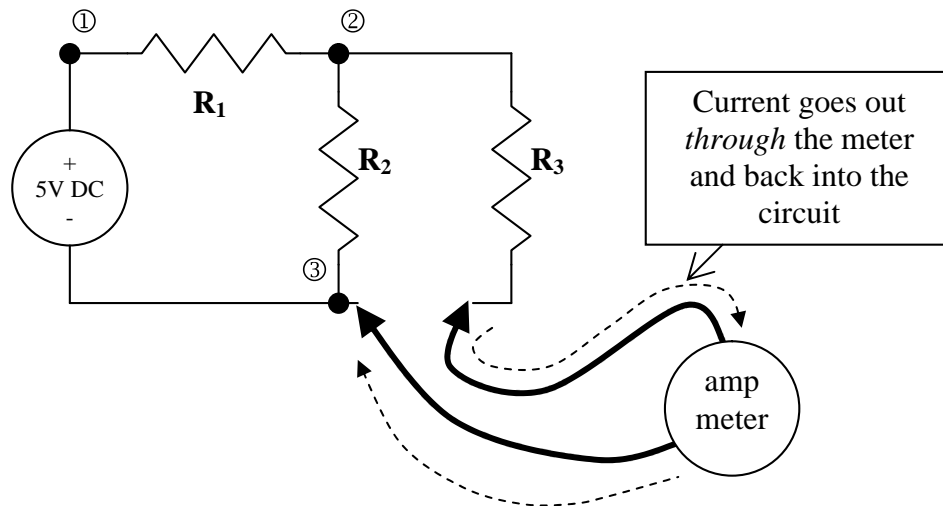 ① ②
R1
+
5V DC
-
R2
R3
③
Current goes out
through the meter
and back into the
circuit
amp
meter